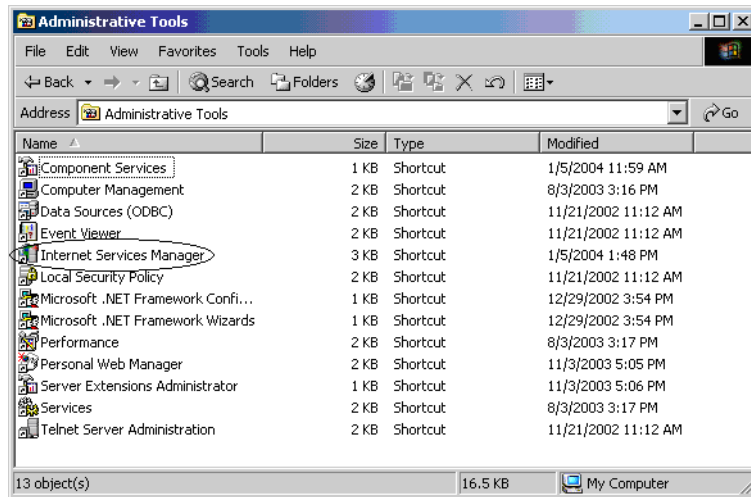 Administrative Tools
File Edit View Favorites Tools Help
Back Search Folders
Address Administrative Tools Go
Name Size Type Modified
Component Services 1 KB Shortcut 1/5/2004 11:59 AM
Computer Management 2 KB Shortcut 8/3/2003 3:16 PM
Data Sources (ODBC) 2 KB Shortcut 11/21/2002 11:12 AM
Event Viewer 2 KB Shortcut 11/21/2002 11:12 AM
Internet Services Manager 3 KB Shortcut 1/5/2004 1:48 PM
Local Security Policy 2 KB Shortcut 11/21/2002 11:12 AM
Microsoft .NET Framework Confi... 1 KB Shortcut 12/29/2002 3:54 PM
Microsoft .NET Framework Wizards 1 KB Shortcut 12/29/2002 3:54 PM
Performance 2 KB Shortcut 8/3/2003 3:17 PM
Personal Web Manager 2 KB Shortcut 11/3/2003 5:05 PM
Server Extensions Administrator 1 KB Shortcut 11/3/2003 5:06 PM
Services 2 KB Shortcut 8/3/2003 3:17 PM
Telnet Server Administration 2 KB Shortcut 11/21/2002 11:12 AM
13 object(s) 16.5 KB My Computer